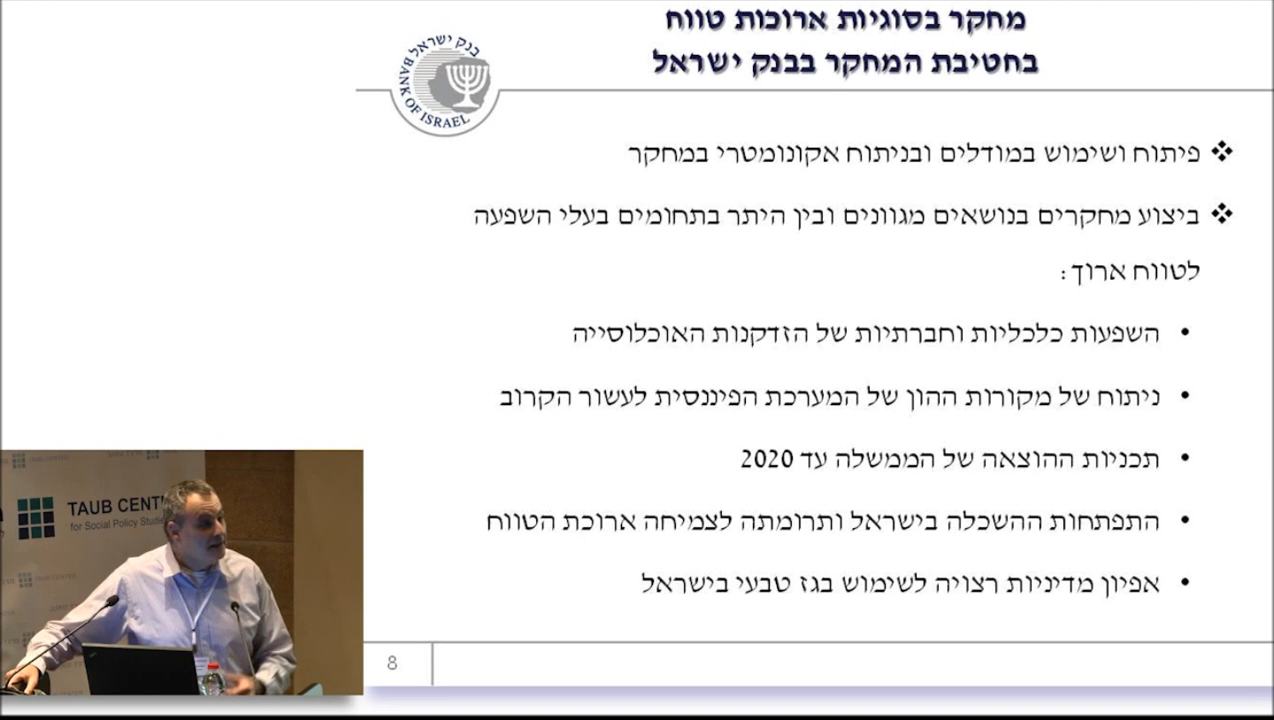 מחקר בסוגיות ארוכות טווח
בחטיבת המחקר בבנק ישראל
בנק ישראל
BANK OF ISRAEL
❖ פיתוח ושימוש במודלים ובניתוח אקונומטרי במחקר
❖ ביצוע מחקרים בנושאים מגוונים ובין היתר בתחומים בעלי השפעה
לטווח ארוך:
• השפעות כלכליות וחברתיות של הזדקנות האוכלוסייה
• ניתוח של מקורות ההון של המערכת הפיננסית לעשור הקרוב
• תכניות ההוצאה של הממשלה עד 2020
• התפתחות ההשכלה בישראל ותרומתה לצמיחה ארוכת הטווח
• אפיון מדיניות רצויה לשימוש בגז טבעי בישראל
8
TAUB CENT
for Social Policy Studie